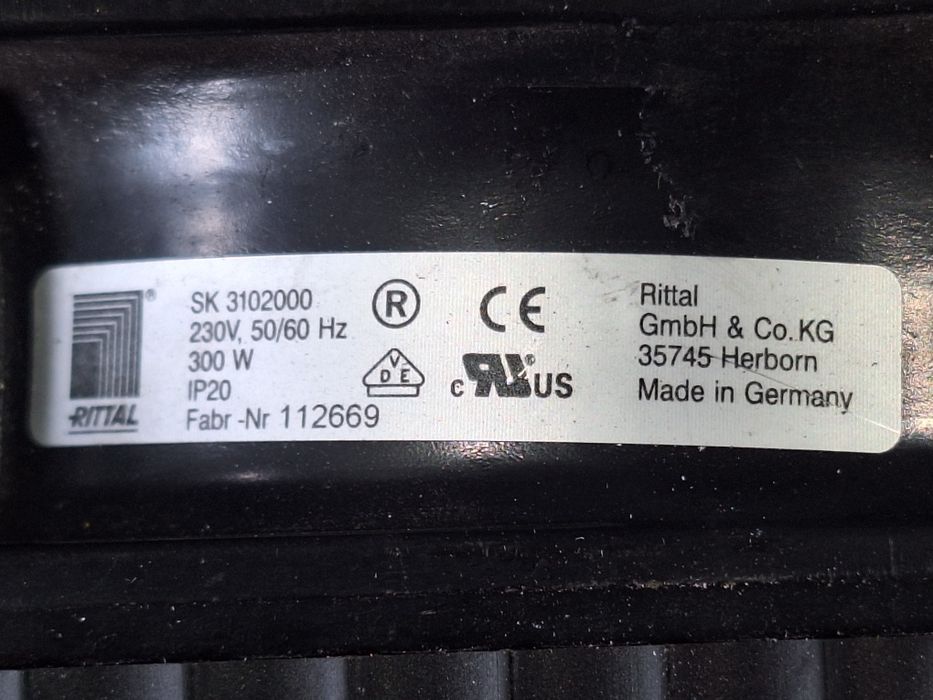 RITTAL ®
SK 3102000
230V, 50/60 Hz
300 W
IP20
Fabr -Nr 112669
®
VDE
CE
c RU US
Rittal
GmbH & Co. KG
35745 Herborn
Made in Germany